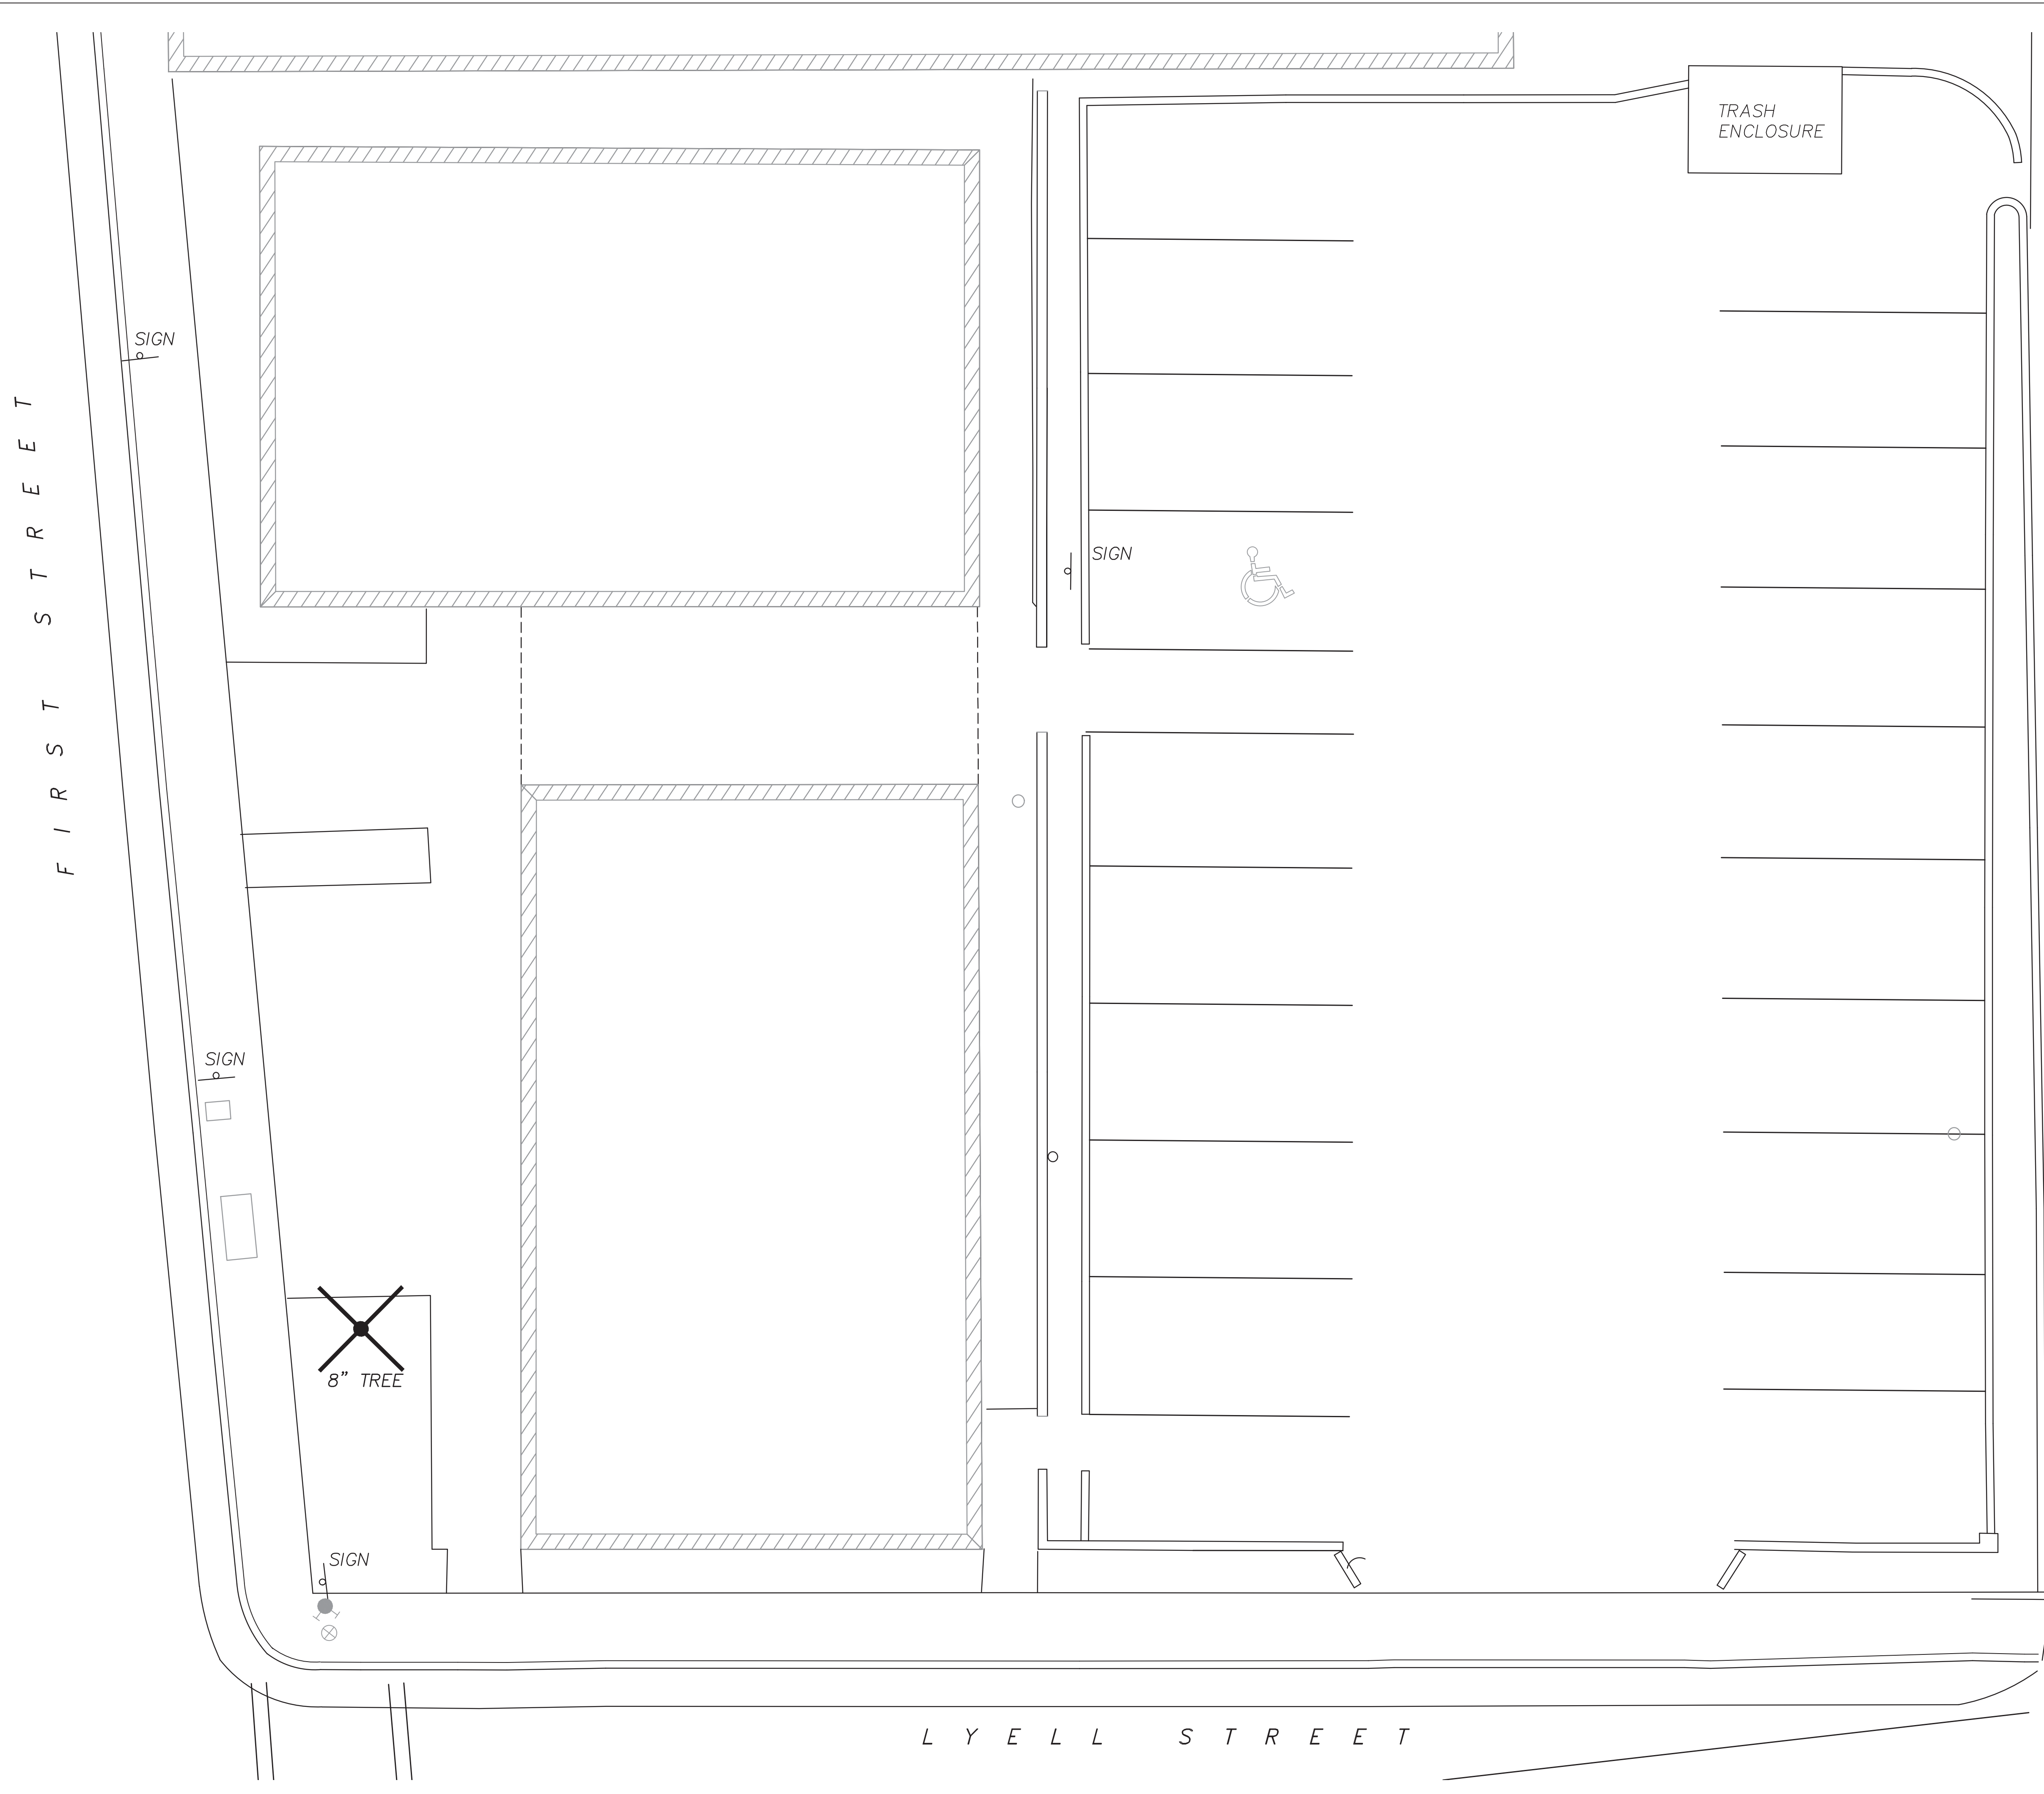 TRASH
ENCLOSURE
SIGN
FIRST STREET
SIGN
SIGN
8” TREE
SIGN
LYELL STREET